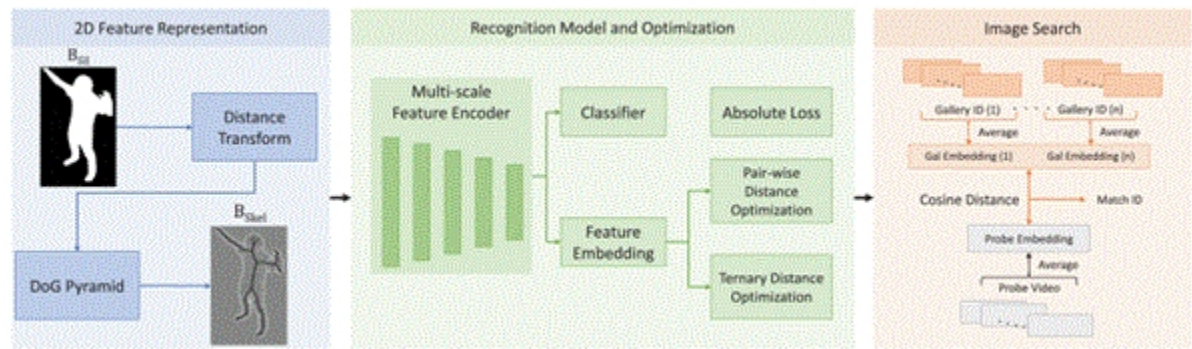 2D Feature Representation
B_Sil
Distance
Transform
B_Skel
DoG Pyramid
Recognition Model and Optimization
Multi-scale
Feature Encoder
Classifier
Absolute Loss
Pair-wise
Distance
Optimization
Feature
Embedding
Ternary Distance
Optimization
Image Search
Gallery ID (1)
Gallery ID (n)
Average
Average
Gal Embedding (1)
Gal Embedding (n)
Cosine Distance
Match ID
Probe Embedding
Average
Probe Video